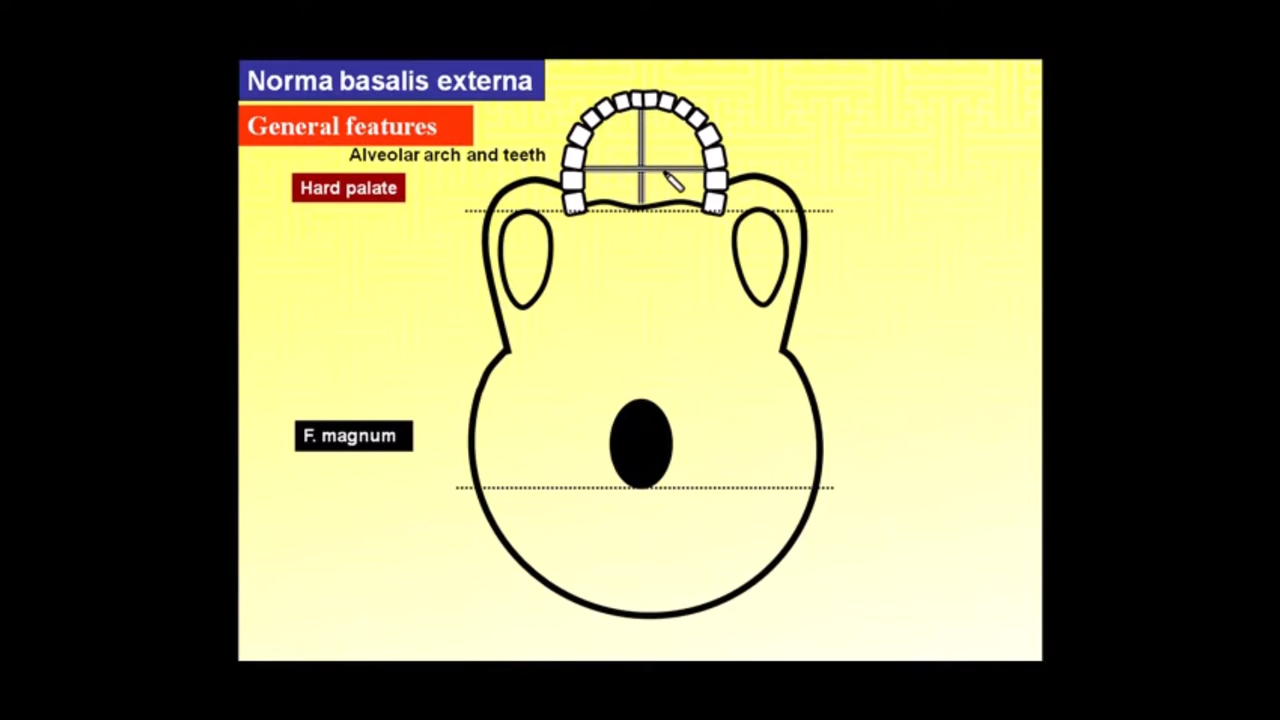 Norma basalis externa
General features
Alveolar arch and teeth
Hard palate
F. magnum